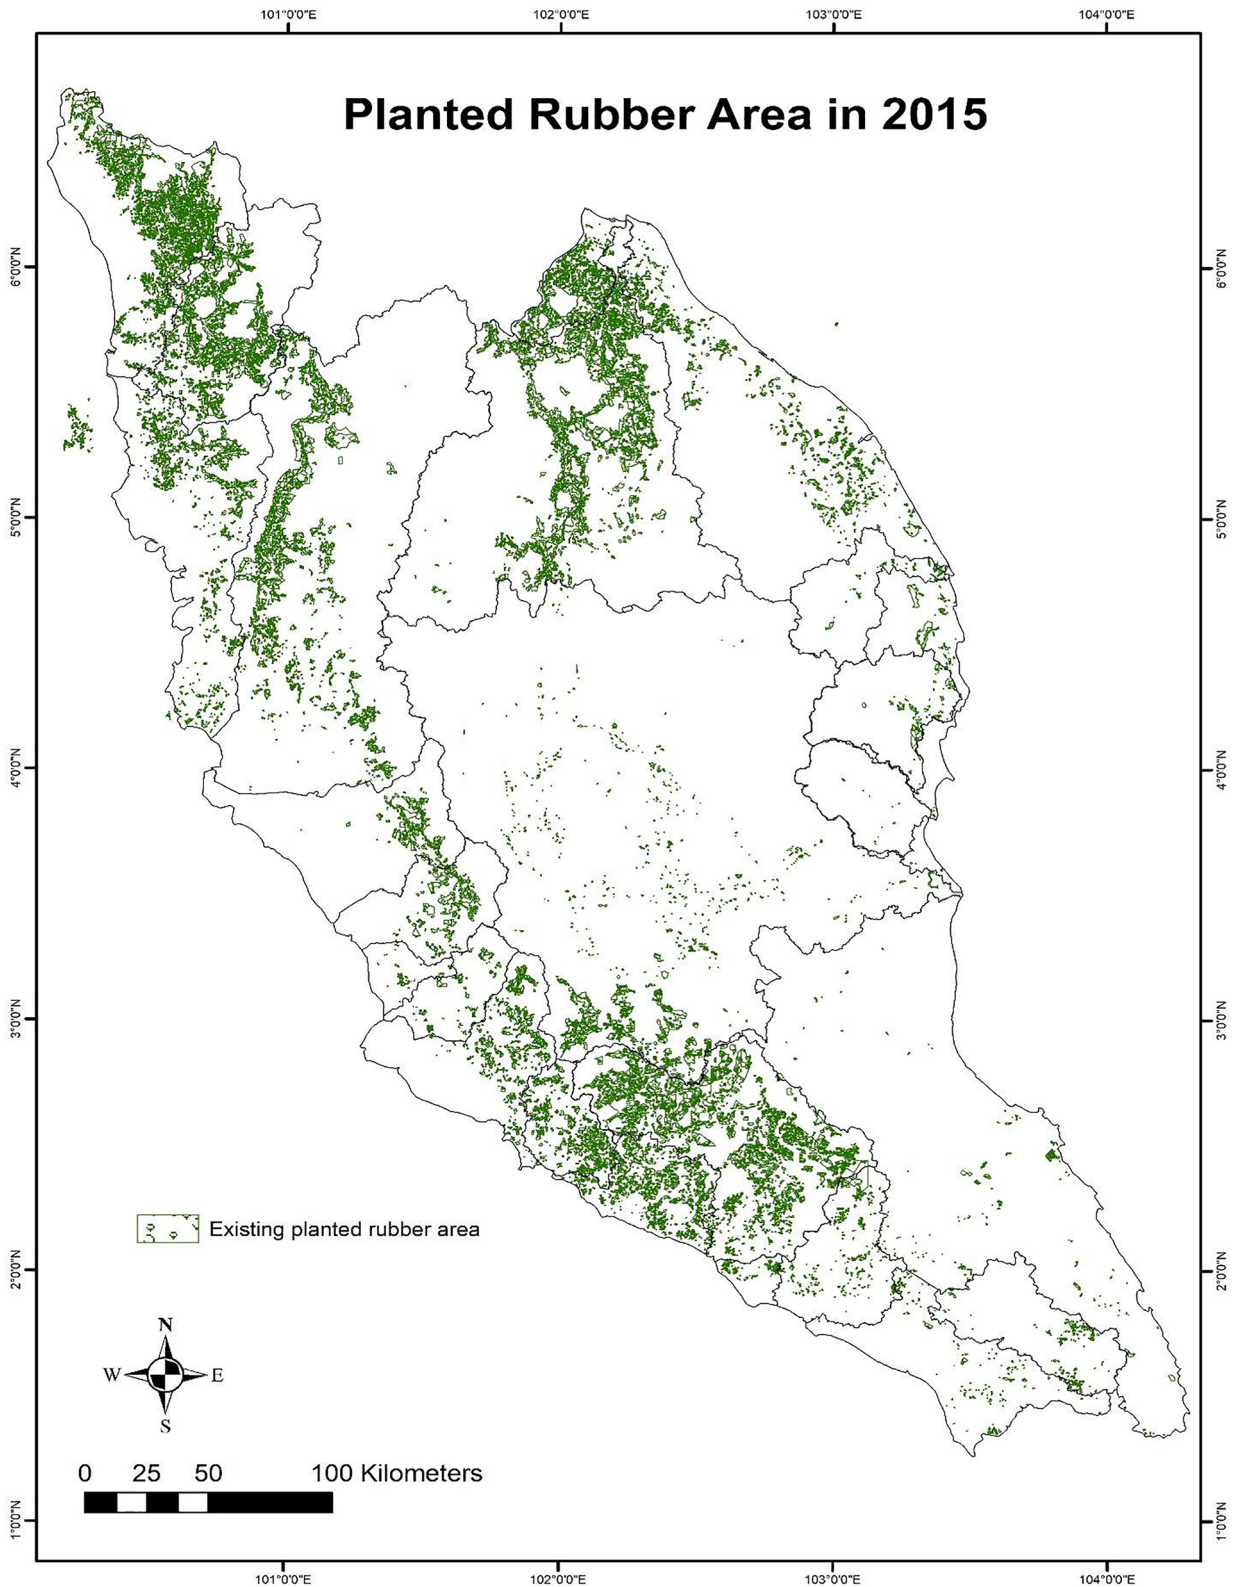 101°0'0"E 102°0'0"E 103°0'0"E 104°0'0"E
Planted Rubber Area in 2015
6°0'0"N 6°0'0"N
5°0'0"N 5°0'0"N
4°0'0"N 4°0'0"N
3°0'0"N 3°0'0"N
Existing planted rubber area
2°0'0"N 2°0'0"N
N
W E
S
0 25 50 100 Kilometers
1°0'0"N 1°0'0"N
101°0'0"E 102°0'0"E 103°0'0"E 104°0'0"E